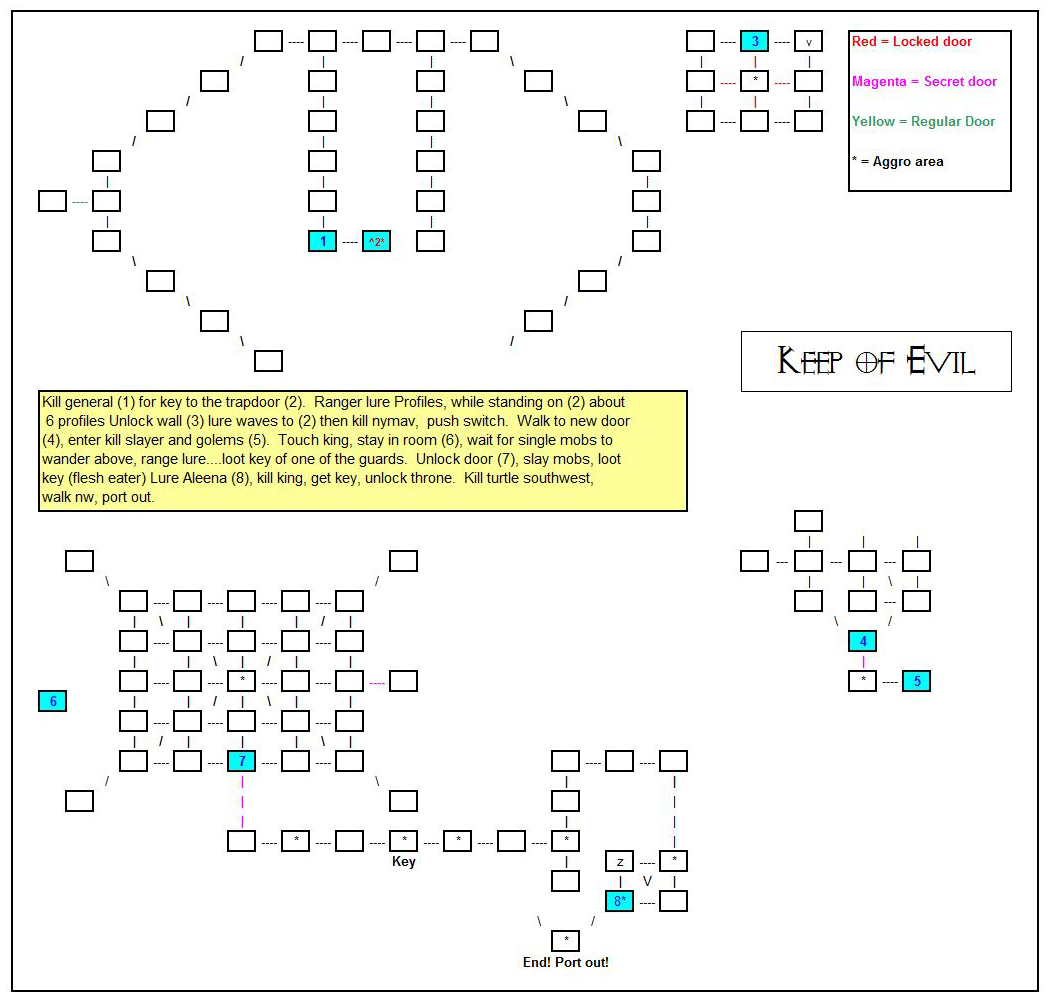 3
v
*
Red = Locked door
Magenta = Secret door
Yellow = Regular Door
* = Aggro area
1
^2*
Keep of Evil
Kill general (1) for key to the trapdoor (2). Ranger lure Profiles, while standing on (2) about
6 profiles Unlock wall (3) lure waves to (2) then kill nymav, push switch. Walk to new door
(4), enter kill slayer and golems (5). Touch king, stay in room (6), wait for single mobs to
wander above, range lure....loot key of one of the guards. Unlock door (7), slay mobs, loot
key (flesh eater) Lure Aleena (8), kill king, get key, unlock throne. Kill turtle southwest,
walk nw, port out.
4
* 5
*
6
7
* * * *
Key
z *
V
8*
*
End! Port out!